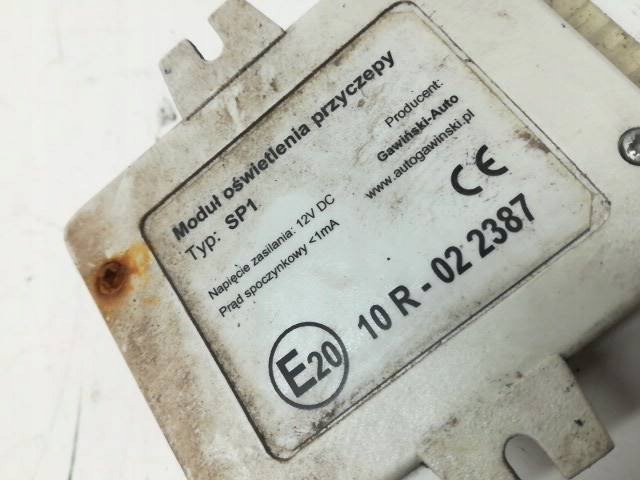 Moduł oświetlenia przyczepy
Typ: SP1
Producent:
Gawiński-Auto
www.autogawinski.pl
Napięcie zasilania: 12V DC
Prąd spoczynkowy <1mA
CE
E20 10 R - 02 2387